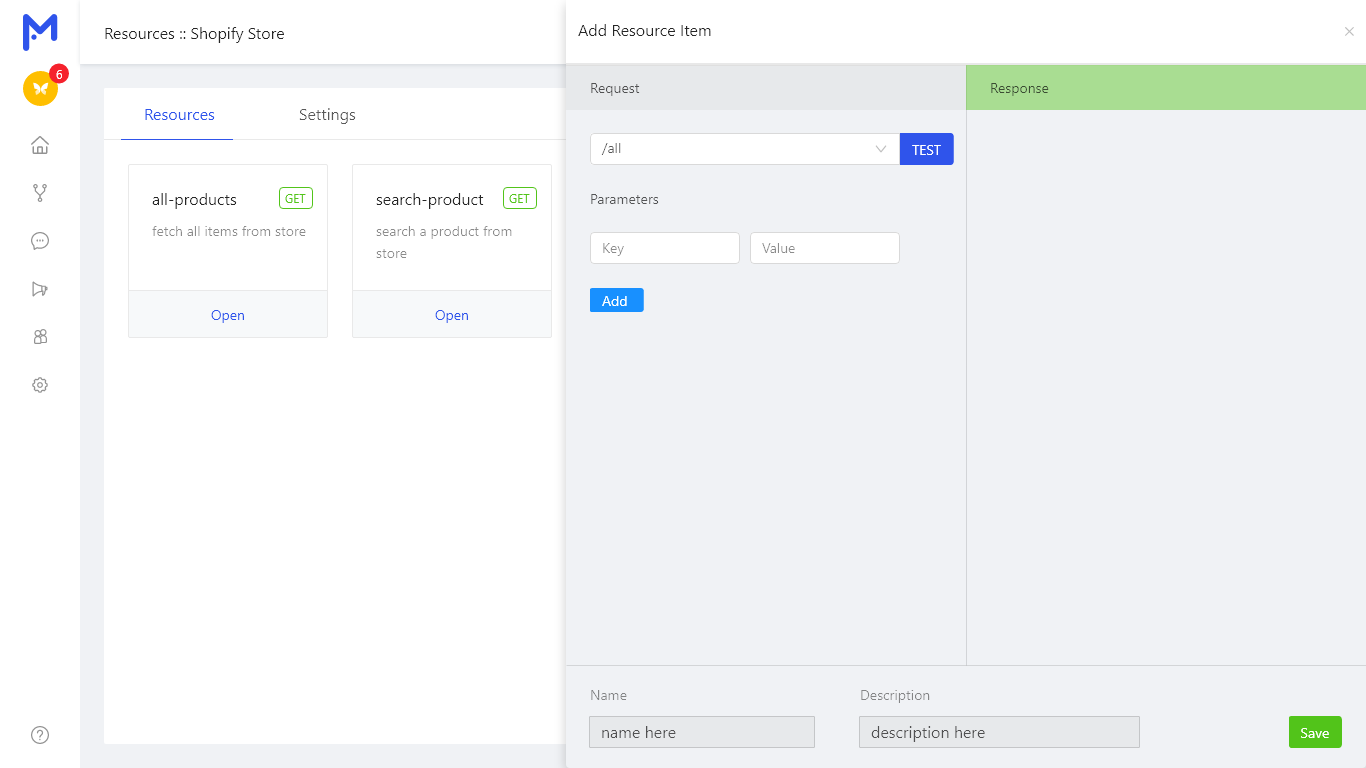 6
Resources :: Shopify Store
Resources
Settings
all-products
GET
fetch all items from store
Open
search-product
GET
search a product from
store
Open
Add Resource Item
Request
Response
/all
TEST
Parameters
Key
Value
Add
Name
Description
name here
description here
Save